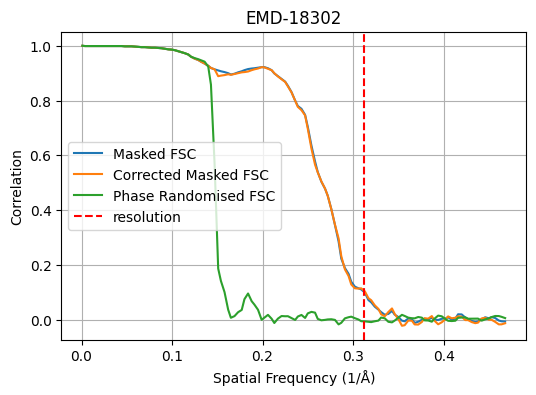 EMD-18302
1.0
0.8
0.6
0.4
0.2
0.0
Correlation
Masked FSC
Corrected Masked FSC
Phase Randomised FSC
resolution
0.0 0.1 0.2 0.3 0.4
Spatial Frequency (1/Å)